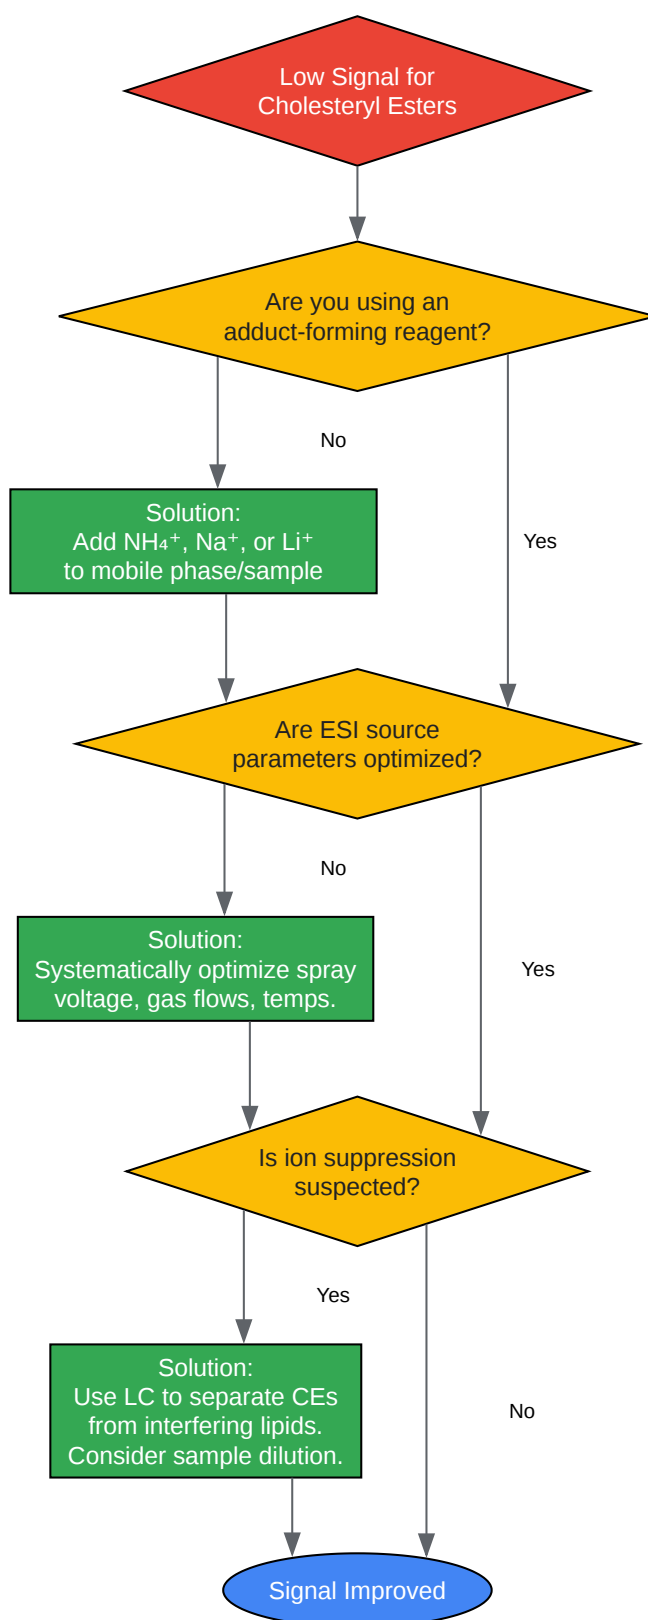 Low Signal for
Cholesteryl Esters
Are you using an
adduct-forming reagent?
No
Solution:
Add NH₄⁺, Na⁺, or Li⁺
to mobile phase/sample
Yes
Are ESI source
parameters optimized?
No
Solution:
Systematically optimize spray
voltage, gas flows, temps.
Yes
Is ion suppression
suspected?
Yes
Solution:
Use LC to separate CEs
from interfering lipids.
Consider sample dilution.
No
Signal Improved